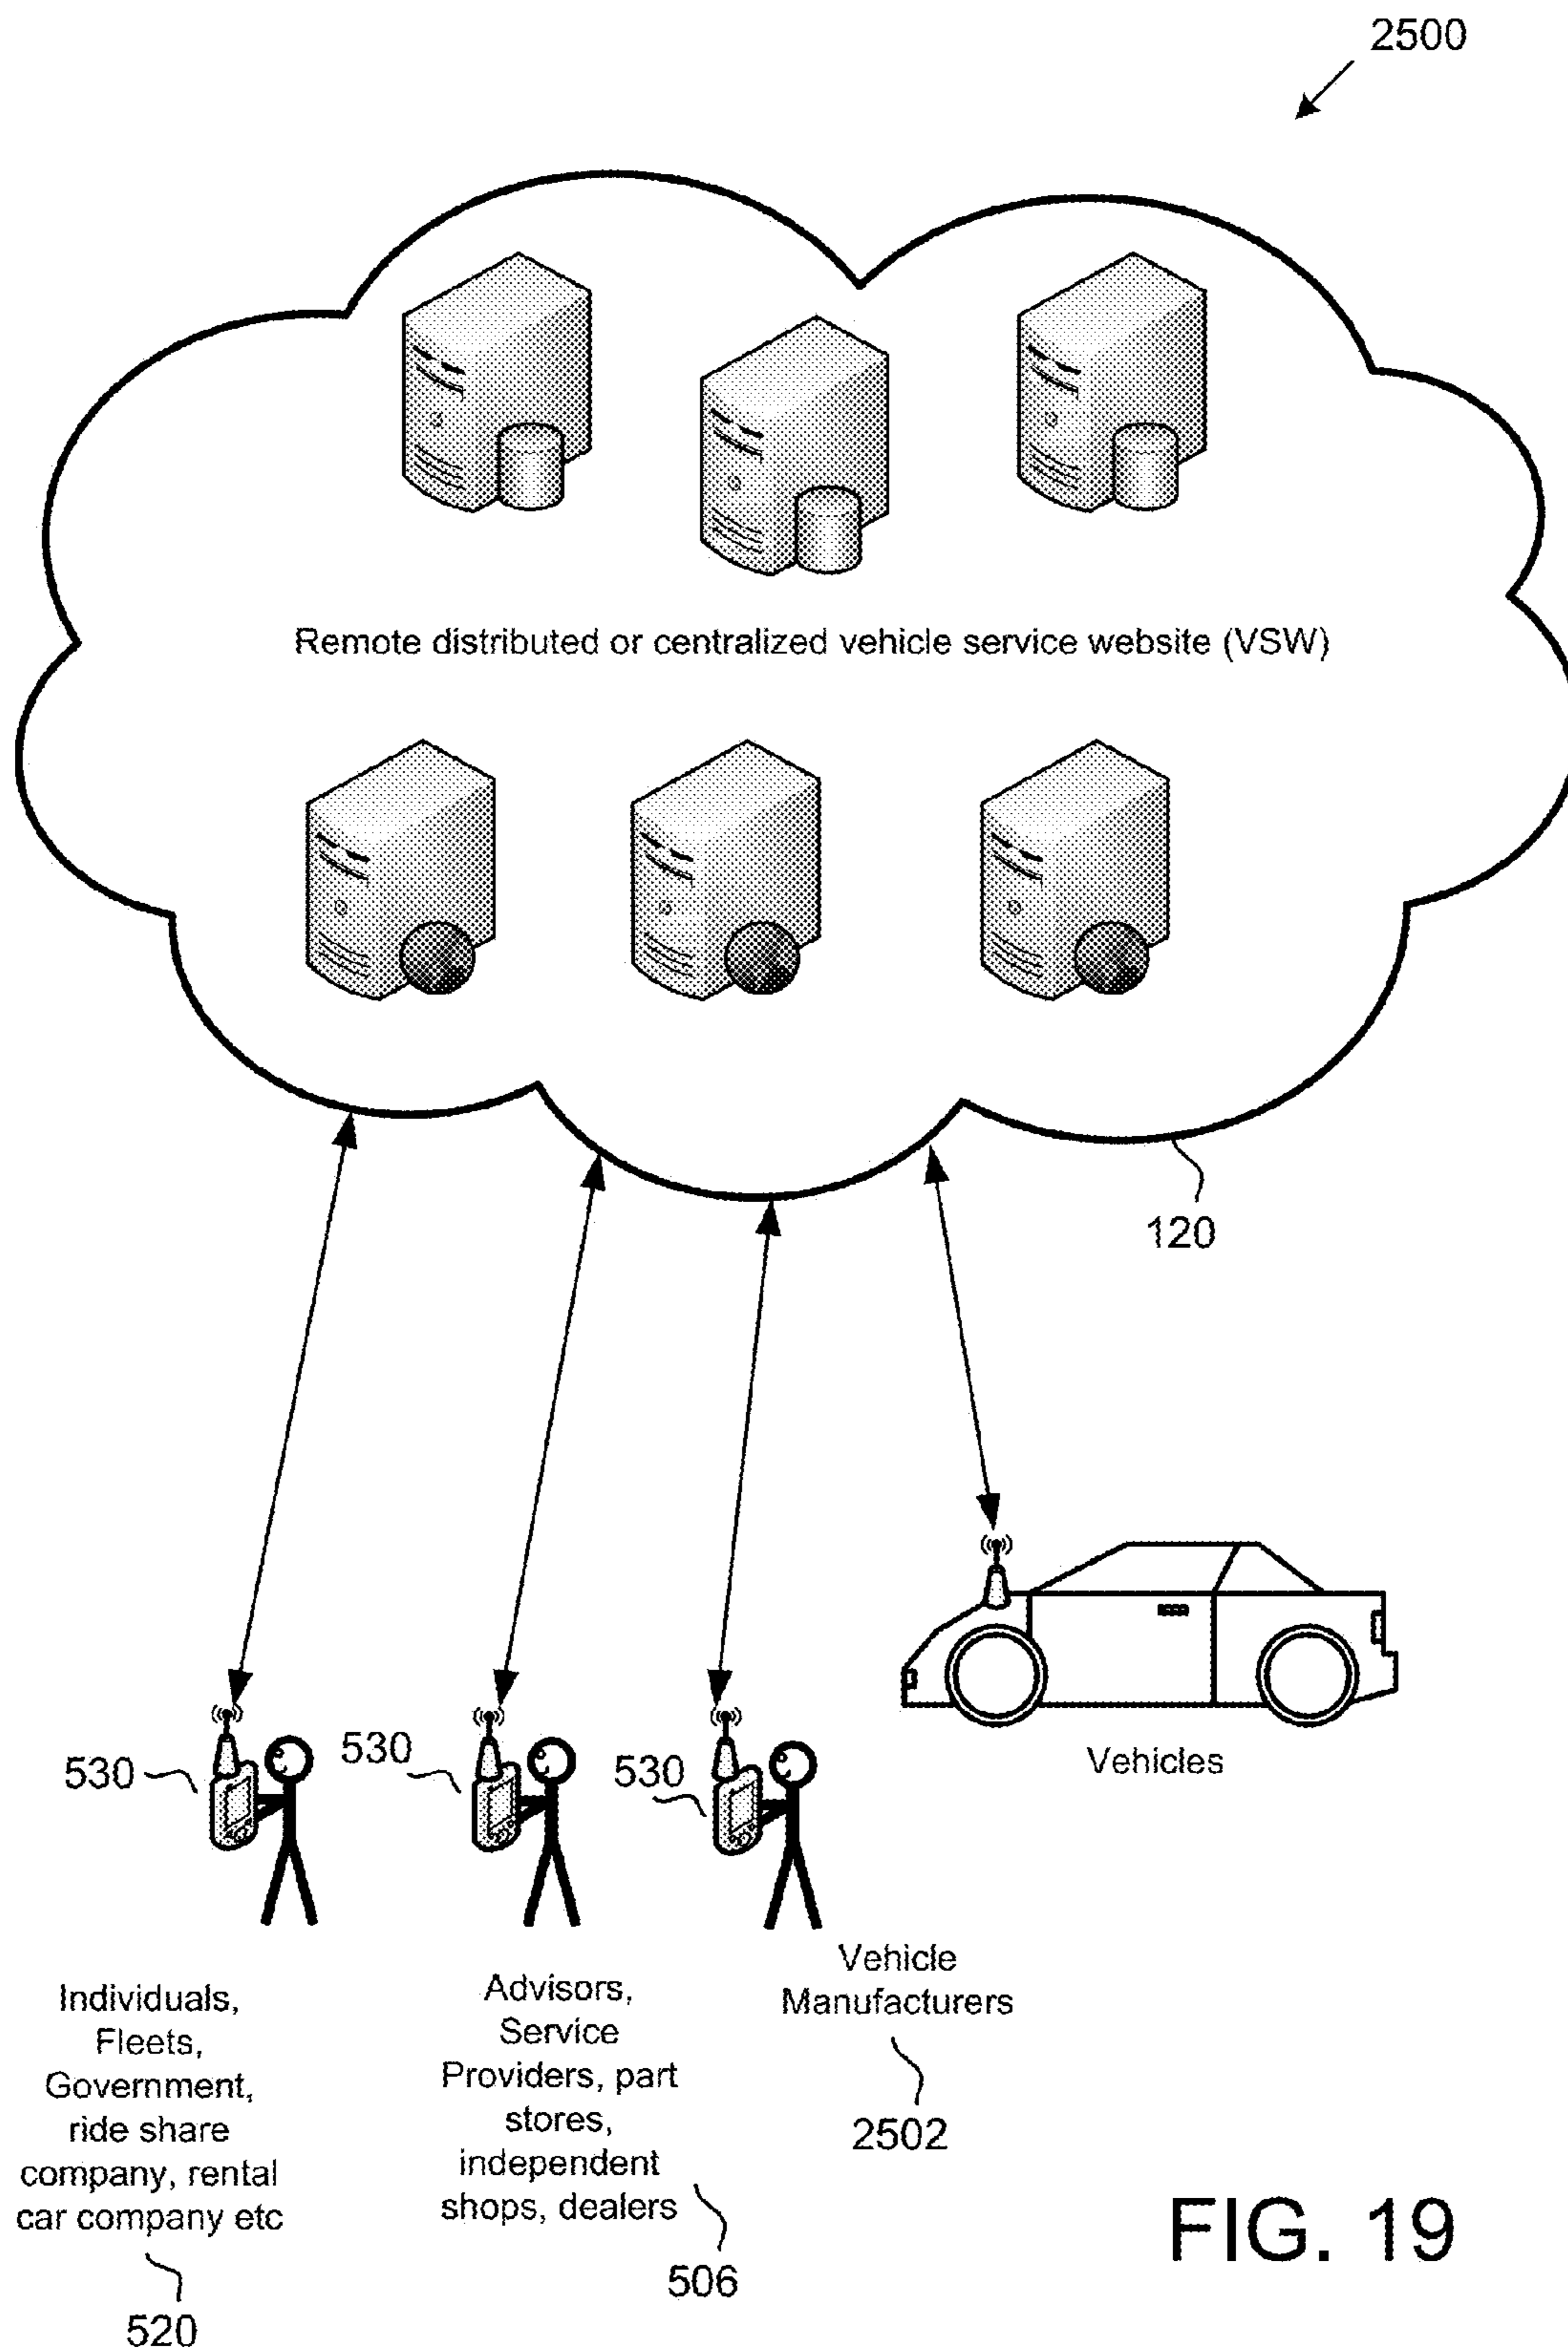 2500
Remote distributed or centralized vehicle service website (VSW)
120
530
530
530
Vehicles
Individuals,
Fleets,
Government,
ride share
company, rental
car company etc
520
Advisors,
Service
Providers, part
stores,
independent
shops, dealers
506
Vehicle
Manufacturers
2502
FIG. 19